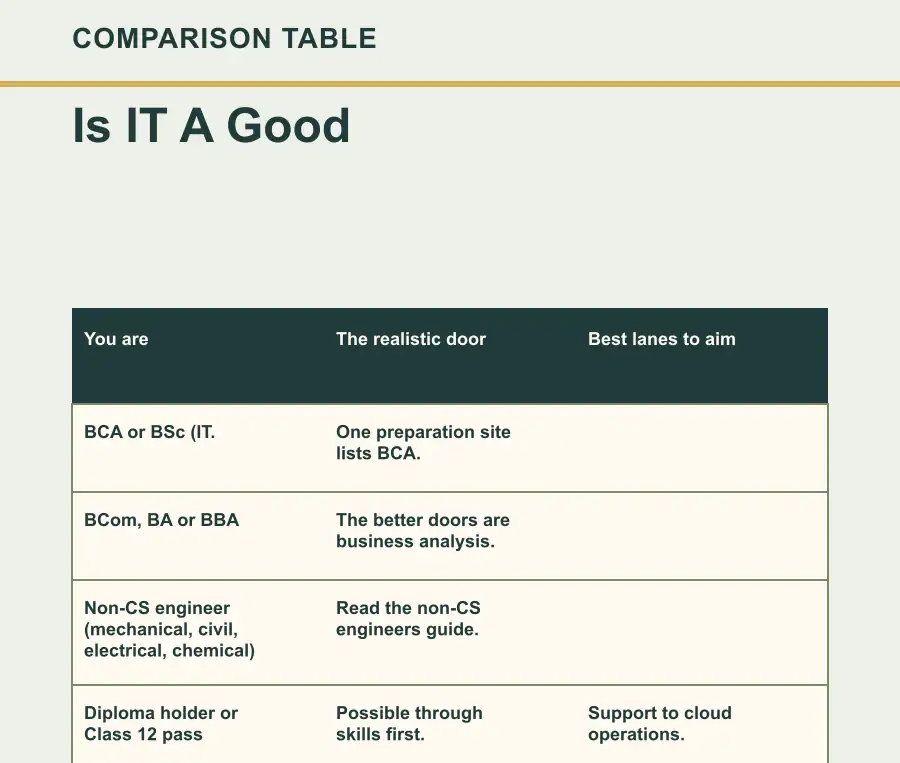 COMPARISON TABLE
Is IT A Good
You are
The realistic door
Best lanes to aim
BCA or BSc (IT.
One preparation site
lists BCA.
BCom, BA or BBA
The better doors are
business analysis.
Non-CS engineer
(mechanical, civil,
electrical, chemical)
Read the non-CS
engineers guide.
Diploma holder or
Class 12 pass
Possible through
skills first.
Support to cloud
operations.